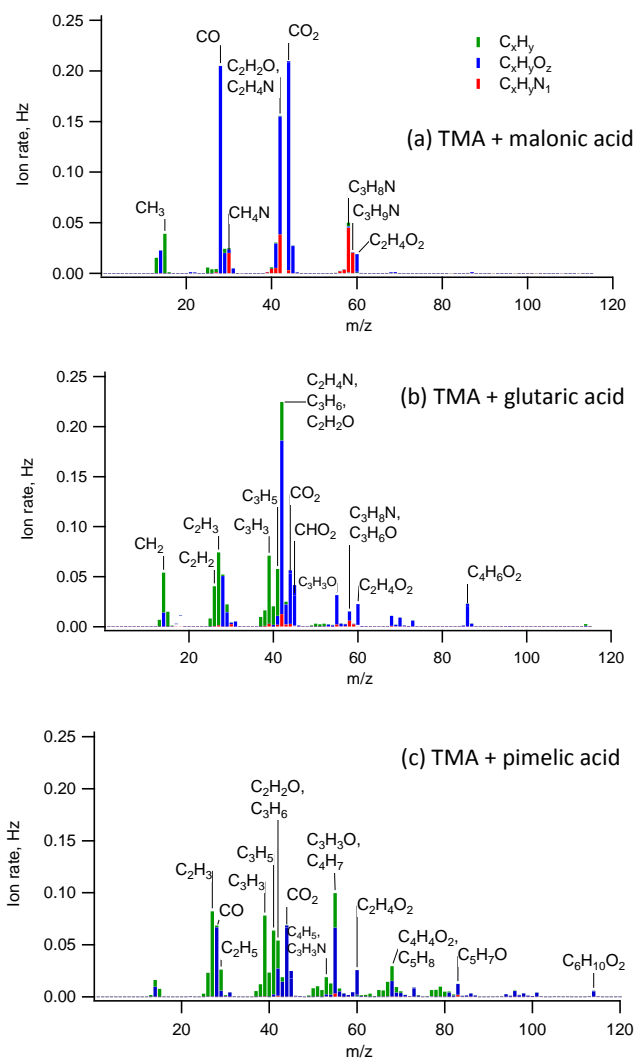 CO
CO₂
C₂H₂O,
C₂H₄N
CₓHᵧ
CₓHᵧO_z
CₓHᵧN₁
(a) TMA + malonic acid
CH₃
CH₄N
C₃H₈N
C₃H₉N
C₂H₄O₂
Ion rate, Hz
0.25
0.20
0.15
0.10
0.05
0.00
20 40 60 80 100 120
m/z
(b) TMA + glutaric acid
C₂H₄N,
C₃H₆,
C₂H₂O
C₃H₅
CO₂
C₂H₃
C₃H₃
CHO₂
C₃H₈N,
C₃H₆O
CH₂
C₂H₂
C₃H₃O
C₂H₄O₂
C₄H₆O₂
Ion rate, Hz
0.25
0.20
0.15
0.10
0.05
0.00
20 40 60 80 100 120
m/z
(c) TMA + pimelic acid
C₂H₂O,
C₃H₆
C₃H₅
C₃H₃O,
C₄H₇
C₂H₃
C₃H₃
CO₂
CO
C₂H₅
C₄H₅,
C₃H₃N
C₂H₄O₂
C₄H₄O₂,
C₅H₈
C₅H₇O
C₆H₁₀O₂
Ion rate, Hz
0.25
0.20
0.15
0.10
0.05
0.00
20 40 60 80 100 120
m/z